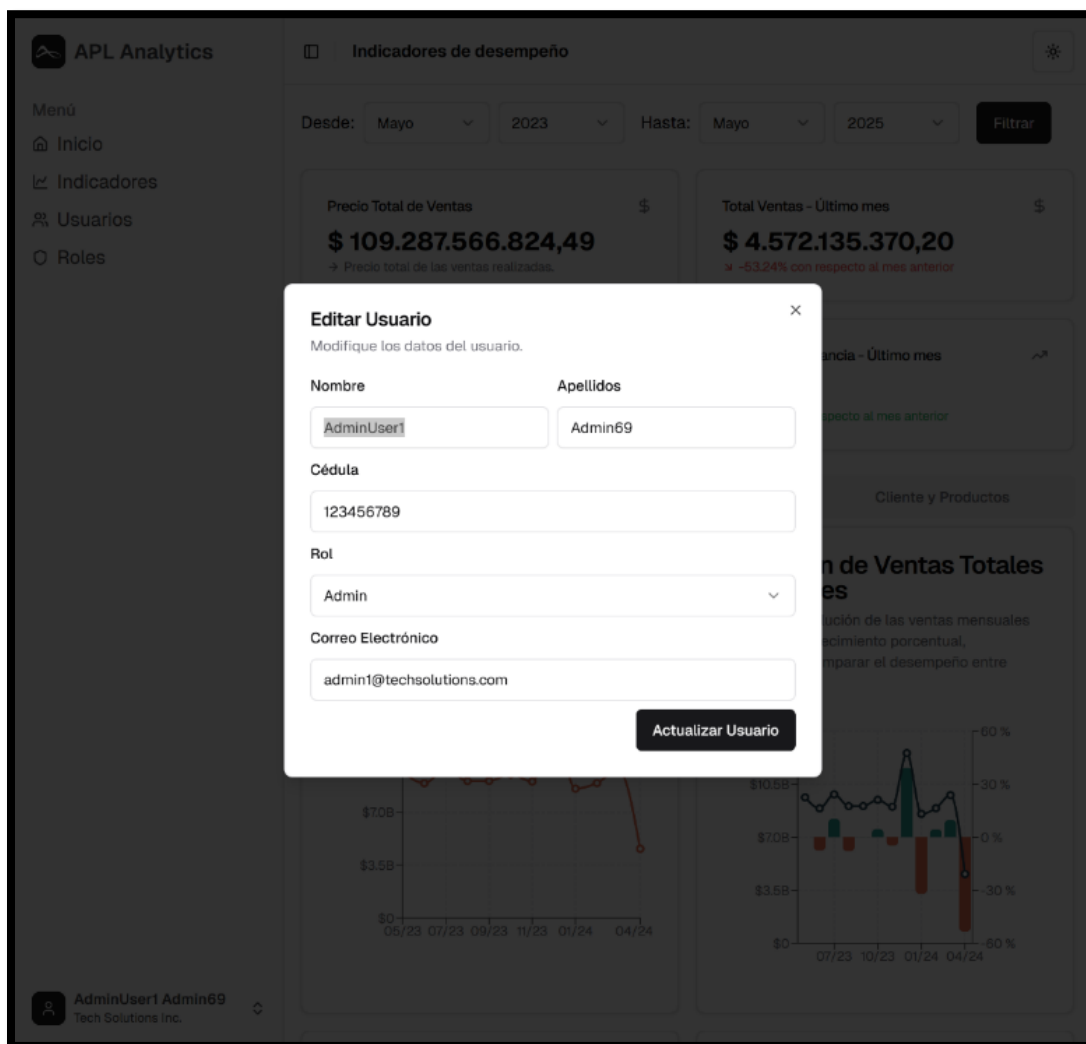 APL Analytics
Indicadores de desempeño
Menú
Inicio
Indicadores
Usuarios
Roles
Desde: Mayo 2023 Hasta: Mayo 2025 Filtrar
Precio Total de Ventas $
$ 109.287.566.824,49
→ Precio total de las ventas realizadas.
Total Ventas - Último mes $
$ 4.572.135.370,20
-53.24% con respecto al mes anterior
Editar Usuario
Modifique los datos del usuario.
Nombre Apellidos
AdminUser1 Admin69
Cédula
123456789
Rol
Admin
Correo Electrónico
admin1@techsolutions.com
Actualizar Usuario
ancia - Último mes
specto al mes anterior
Cliente y Productos
n de Ventas Totales
es
lución de las ventas mensuales
ecimiento porcentual,
mparar el desempeño entre
$7.0B
$3.5B
$0
05/23 07/23 09/23 11/23 01/24 04/24
60 %
$10.5B 30 %
$7.0B 0 %
$3.5B -30 %
$0 -60 %
07/23 10/23 01/24 04/24
AdminUser1 Admin69
Tech Solutions Inc.